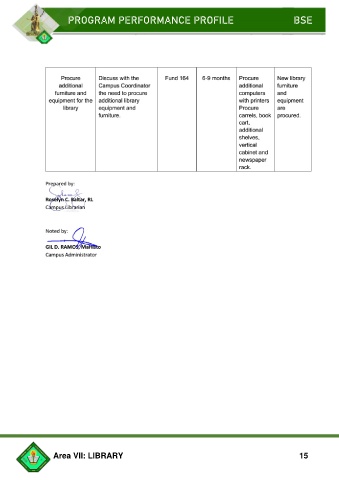 PROGRAM PERFORMANCE PROFILE BSE
Procure additional furniture and equipment for the library
Discuss with the Campus Coordinator the need to procure additional library equipment and furniture.
Fund 164
6-9 months
Procure additional computers with printers Procure carrels, book cart, additional shelves, vertical cabinet and newspaper rack.
New library furniture and equipment are procured.
Prepared by:
Roselyn C. Baltar, RL
Campus Librarian
Noted by:
GIL D. RAMOS,
Campus Administrator
Area VII: LIBRARY 15